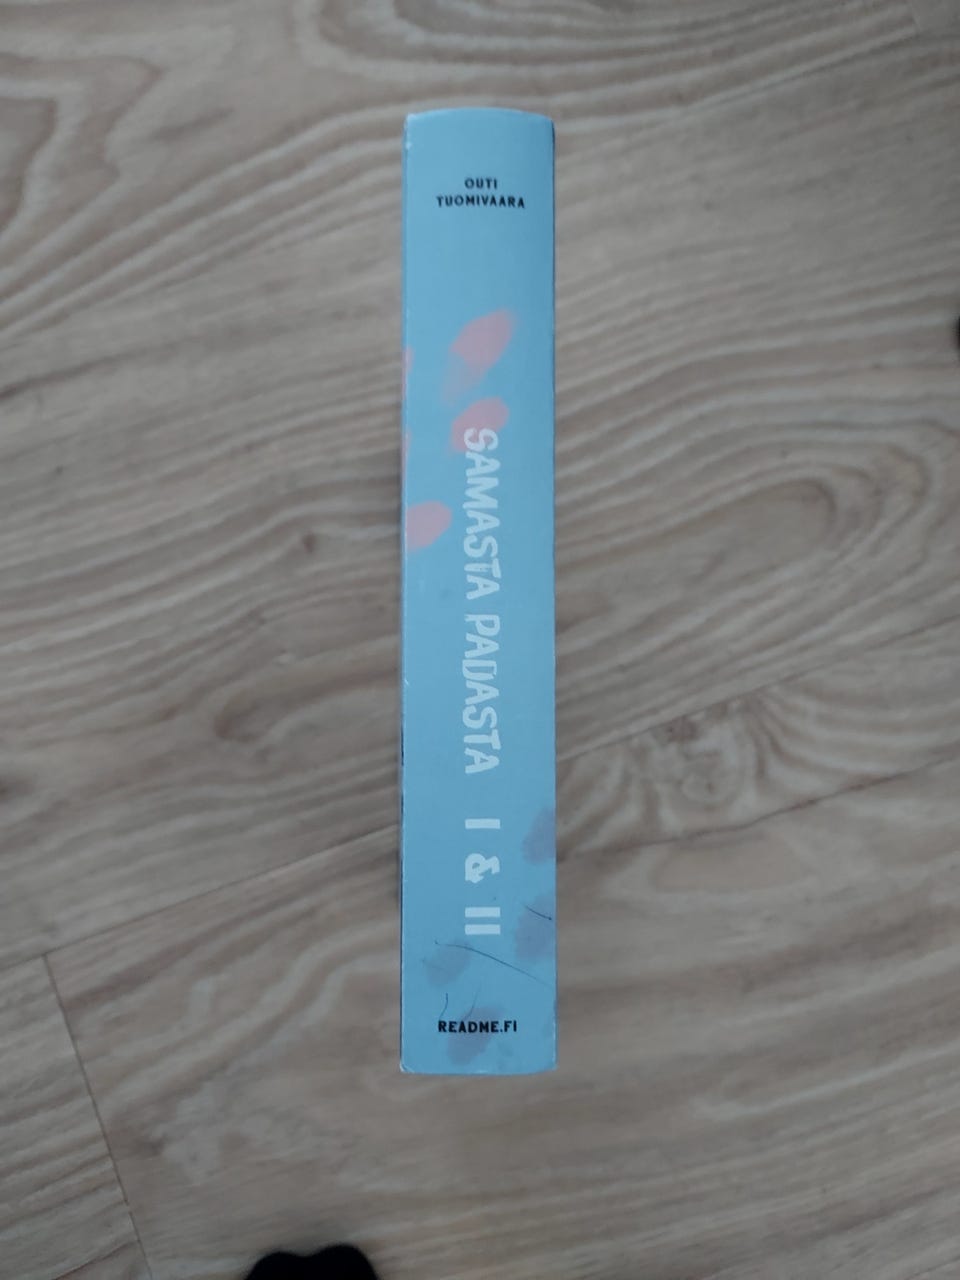 OUTI
TUOMIVAARA
SAMASTA PADASTA I & II
README.FI